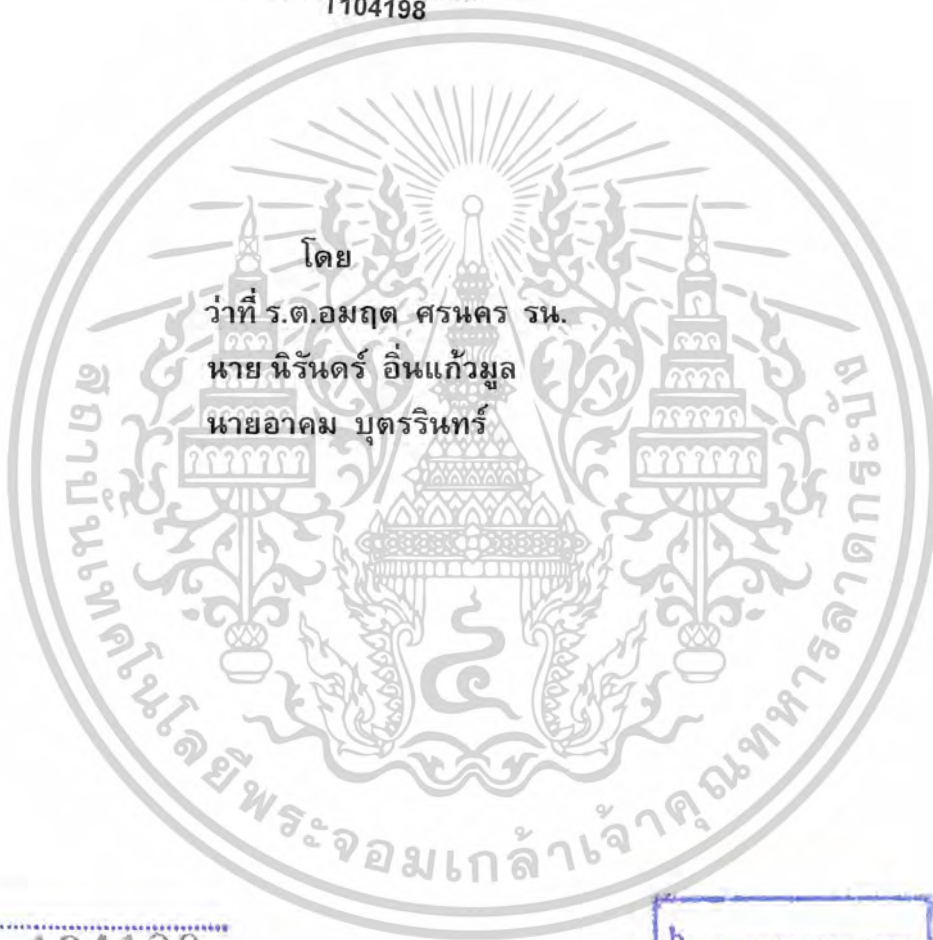 1104198
โดย
ว่าที่ ร.ต.อมฤต ศรนคร รน.
นาย นิรันดร์ อิ่นแก้วมูล
นายอาคม บุตรรินทร์
สถาบันเทคโนโลยีพระจอมเกล้าเจ้าคุณทหารลาดกระบัง